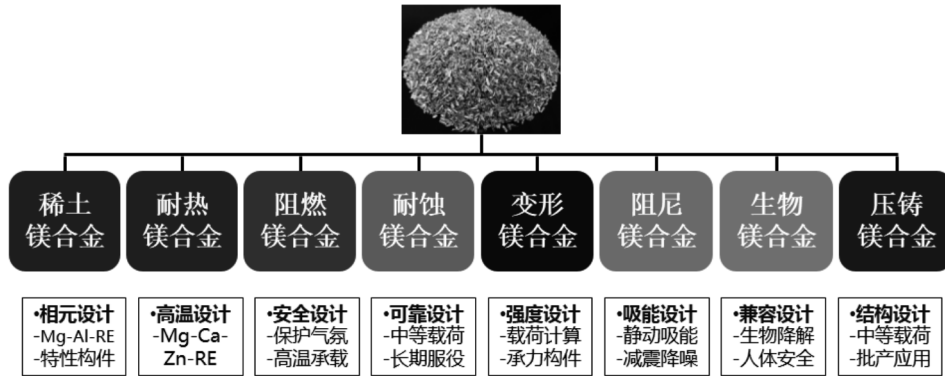 稀土
镁合金
耐热
镁合金
阻燃
镁合金
耐蚀
镁合金
变形
镁合金
阻尼
镁合金
生物
镁合金
压铸
镁合金
•相元设计
-Mg-Al-RE
-特性构件
•高温设计
-Mg-Ca-
Zn-RE
•安全设计
-保护气氛
-高温承载
•可靠设计
-中等载荷
-长期服役
•强度设计
-载荷计算
-承力构件
•吸能设计
-静动吸能
-减震降噪
•兼容设计
-生物降解
-人体安全
•结构设计
-中等载荷
-批产应用